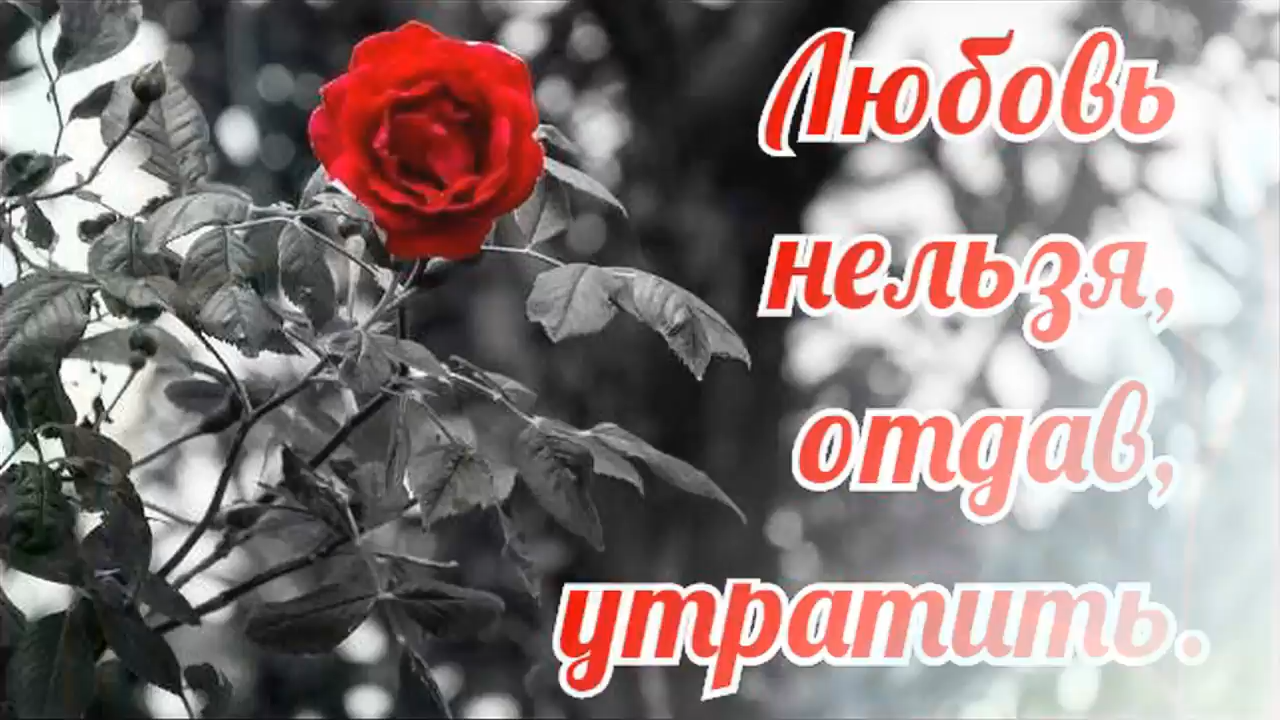 Любовь
нельзя,
отдав,
утратить.